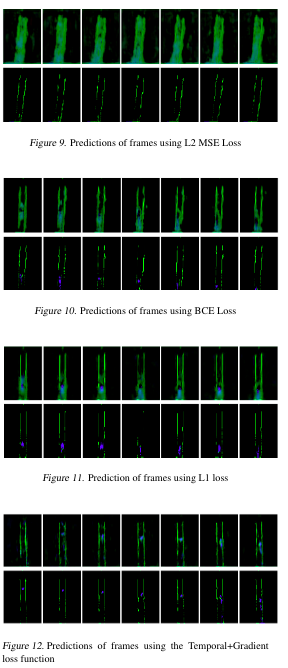 Figure 9. Predictions of frames using L2 MSE Loss
Figure 10. Predictions of frames using BCE Loss
Figure 11. Prediction of frames using L1 loss
Figure 12. Predictions of frames using the Temporal+Gradient
loss function